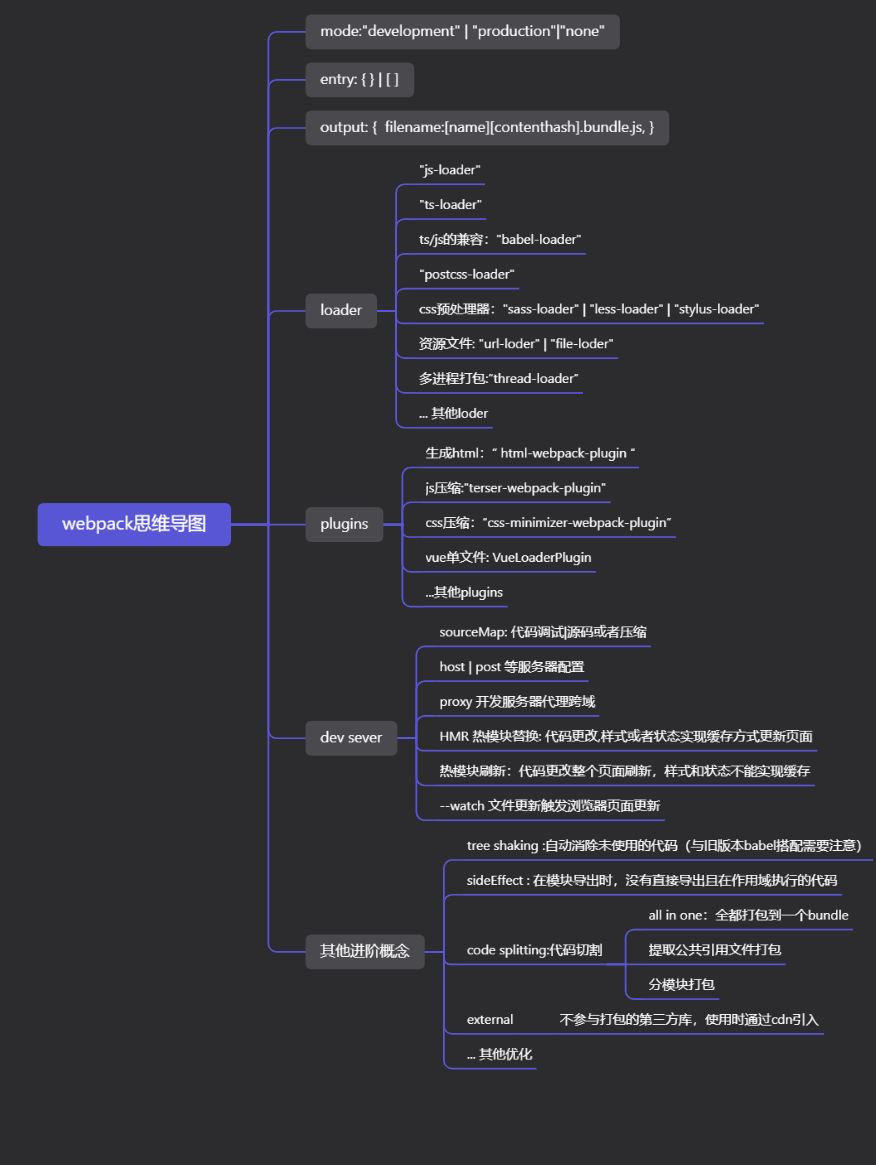 mode:"development" | "production"|"none"
entry: { } | [ ]
output: {  filename:[name][contenthash].bundle.js, }
"js-loader"
"ts-loader"
ts/js的兼容："babel-loader"
"postcss-loader"
css预处理器："sass-loader" | "less-loader" | "stylus-loader"
loader
资源文件: "url-loder" | "file-loder"
多进程打包:"thread-loader"
... 其他loder
生成html：“ html-webpack-plugin “
js压缩:"terser-webpack-plugin"
webpack思维导图
plugins
css压缩：“css-minimizer-webpack-plugin”
vue单文件: VueLoaderPlugin
...其他plugins
sourceMap: 代码调试|源码或者压缩
host | post 等服务器配置
proxy 开发服务器代理跨域
dev sever
HMR 热模块替换: 代码更改,样式或者状态实现缓存方式更新页面
热模块刷新：代码更改整个页面刷新，样式和状态不能实现缓存
--watch 文件更新触发浏览器页面更新
tree shaking :自动消除未使用的代码（与旧版本babel搭配需要注意）
sideEffect : 在模块导出时，没有直接导出且在作用域执行的代码
all in one：全都打包到一个bundle
其他进阶概念
code splitting:代码切割
提取公共引用文件打包
分模块打包
external 不参与打包的第三方库，使用时通过cdn引入
... 其他优化